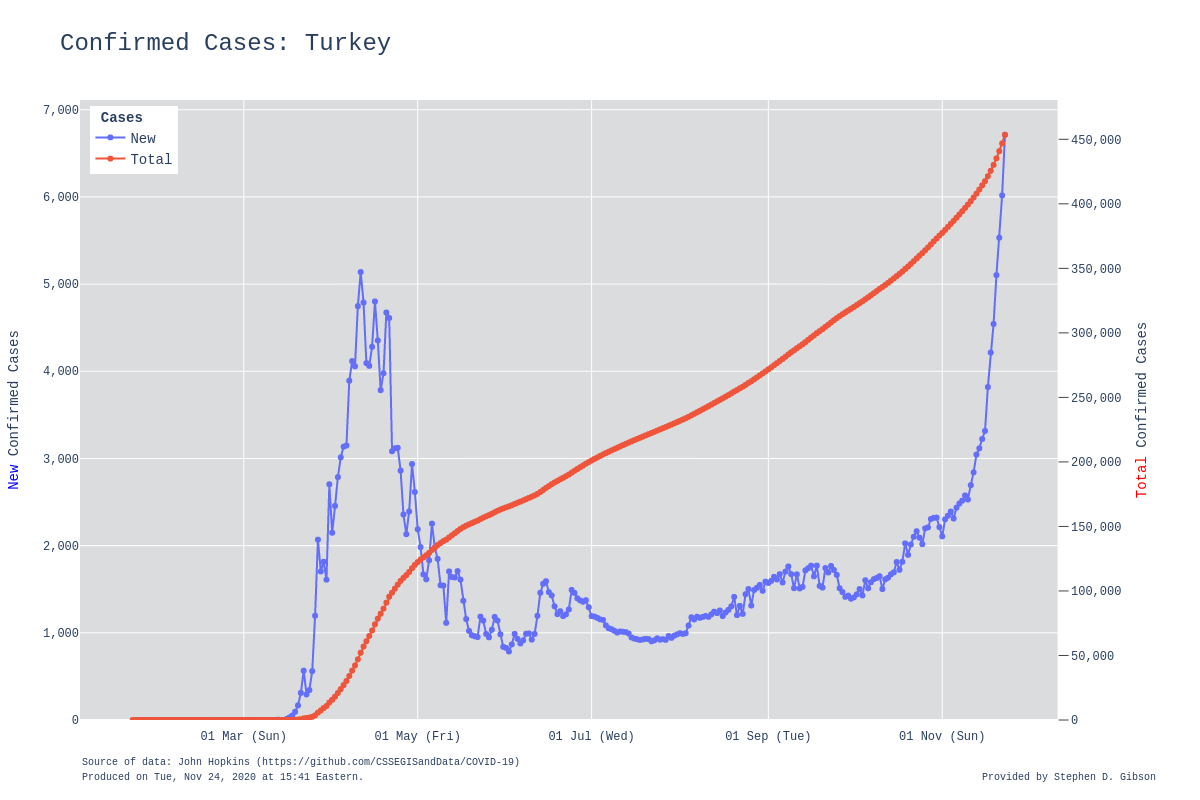 Confirmed Cases: Turkey
Cases
New
Total
7,000
6,000
5,000
4,000
3,000
2,000
1,000
0
New Confirmed Cases
450,000
400,000
350,000
300,000
250,000
200,000
150,000
100,000
50,000
0
Total Confirmed Cases
01 Mar (Sun)
01 May (Fri)
01 Jul (Wed)
01 Sep (Tue)
01 Nov (Sun)
Source of data: John Hopkins (https://github.com/CSSEGISandData/COVID-19)
Produced on Tue, Nov 24, 2020 at 15:41 Eastern.
Provided by Stephen D. Gibson